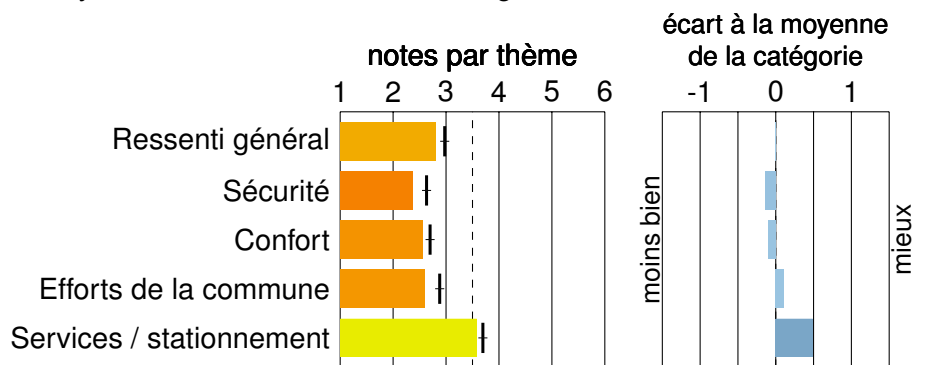 écart à la moyenne
notes par thème de la catégorie
1 2 3 4 5 6 -1 0 1
Ressenti général
Sécurité
Confort
Efforts de la commune
Services / stationnement
moins bien
mieux